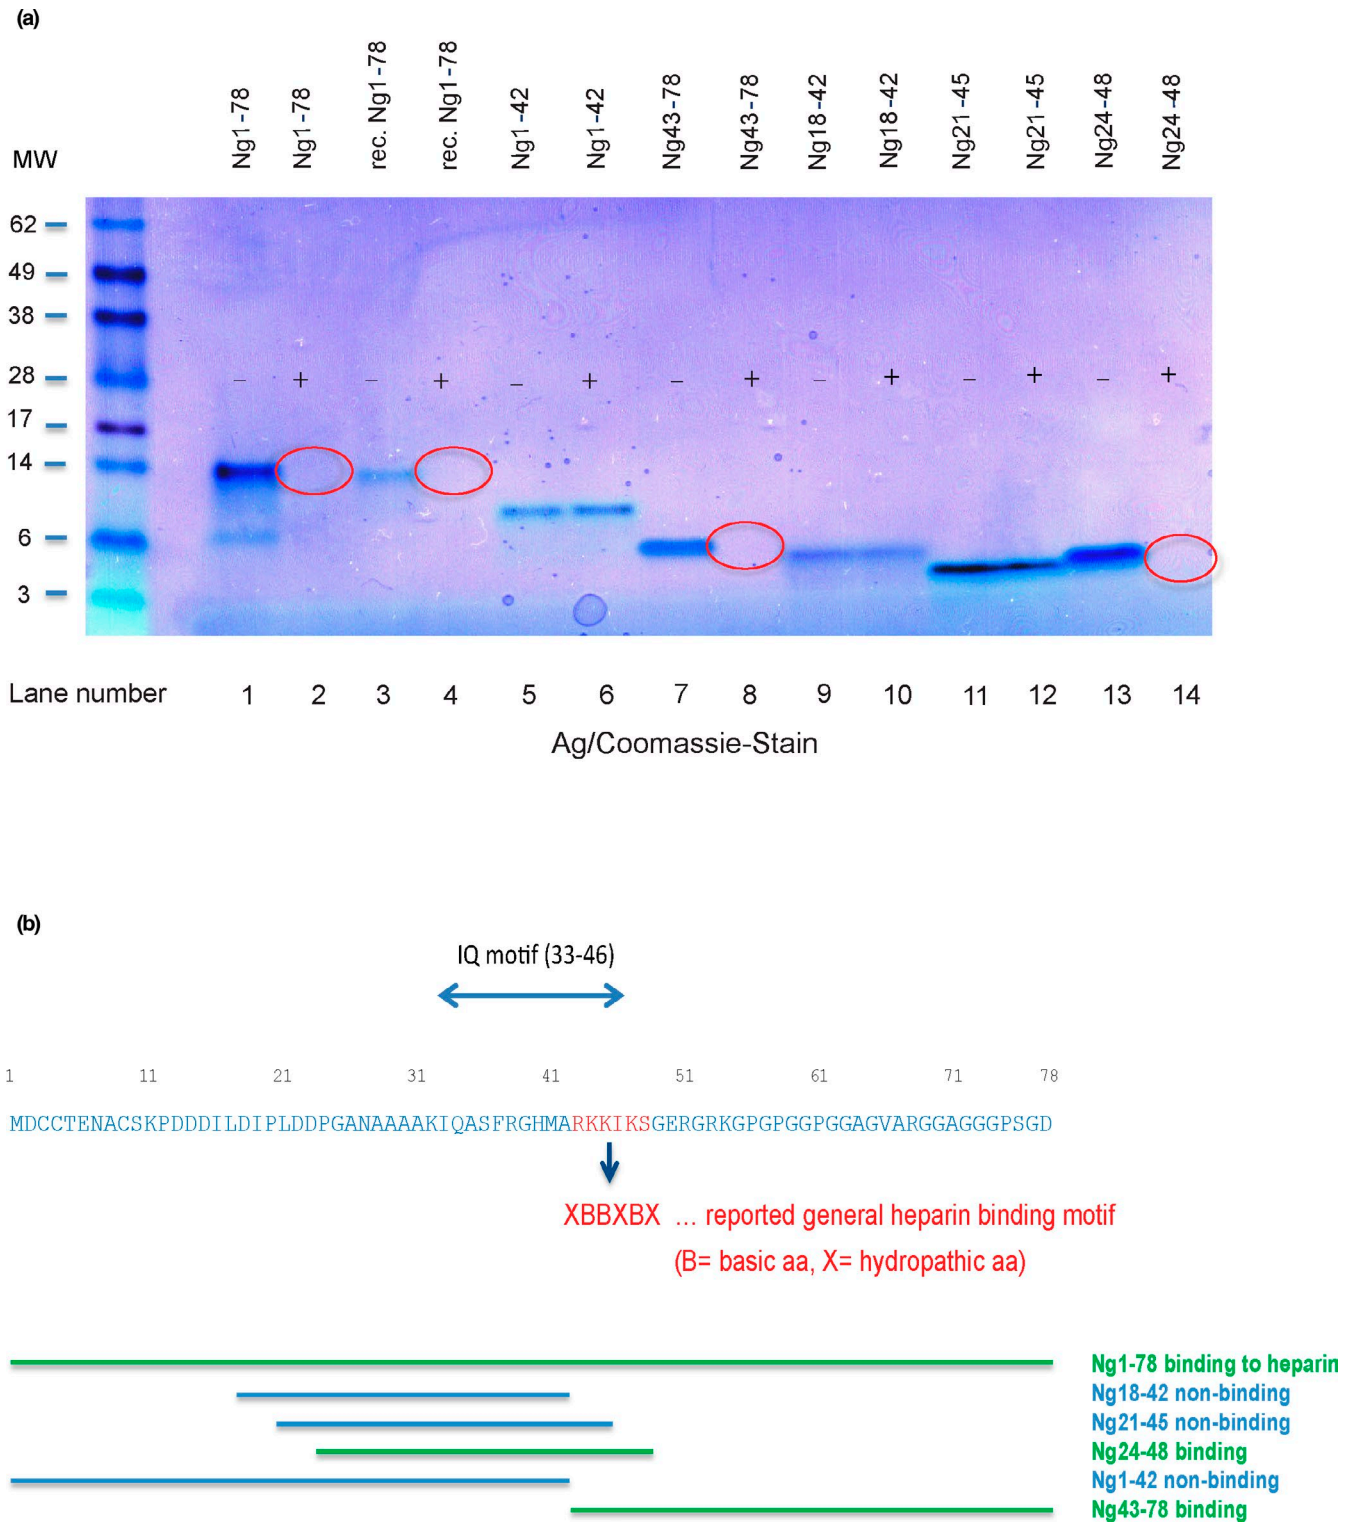 (a)
Ng1-78 Ng1-78 rec. Ng1-78 rec. Ng1-78 Ng1-42 Ng1-42 Ng43-78 Ng43-78 Ng18-42 Ng18-42 Ng21-45 Ng21-45 Ng24-48 Ng24-48
MW
62
49
38
28
17
14
6
3
– + – + – + – + – + – + – +
Lane number 1 2 3 4 5 6 7 8 9 10 11 12 13 14
Ag/Coomassie-Stain
(b)
IQ motif (33-46)
1 11 21 31 41 51 61 71 78
MDCCTENACSKPDDDILDIPLDDPGANAAAAKIQASFRGHMARKKIKSGERGRKGPGPGGPGGAGVARGGAGGGPSGD
XBBXBX ... reported general heparin binding motif
(B= basic aa, X= hydropathic aa)
Ng1-78 binding to heparin
Ng18-42 non-binding
Ng21-45 non-binding
Ng24-48 binding
Ng1-42 non-binding
Ng43-78 binding